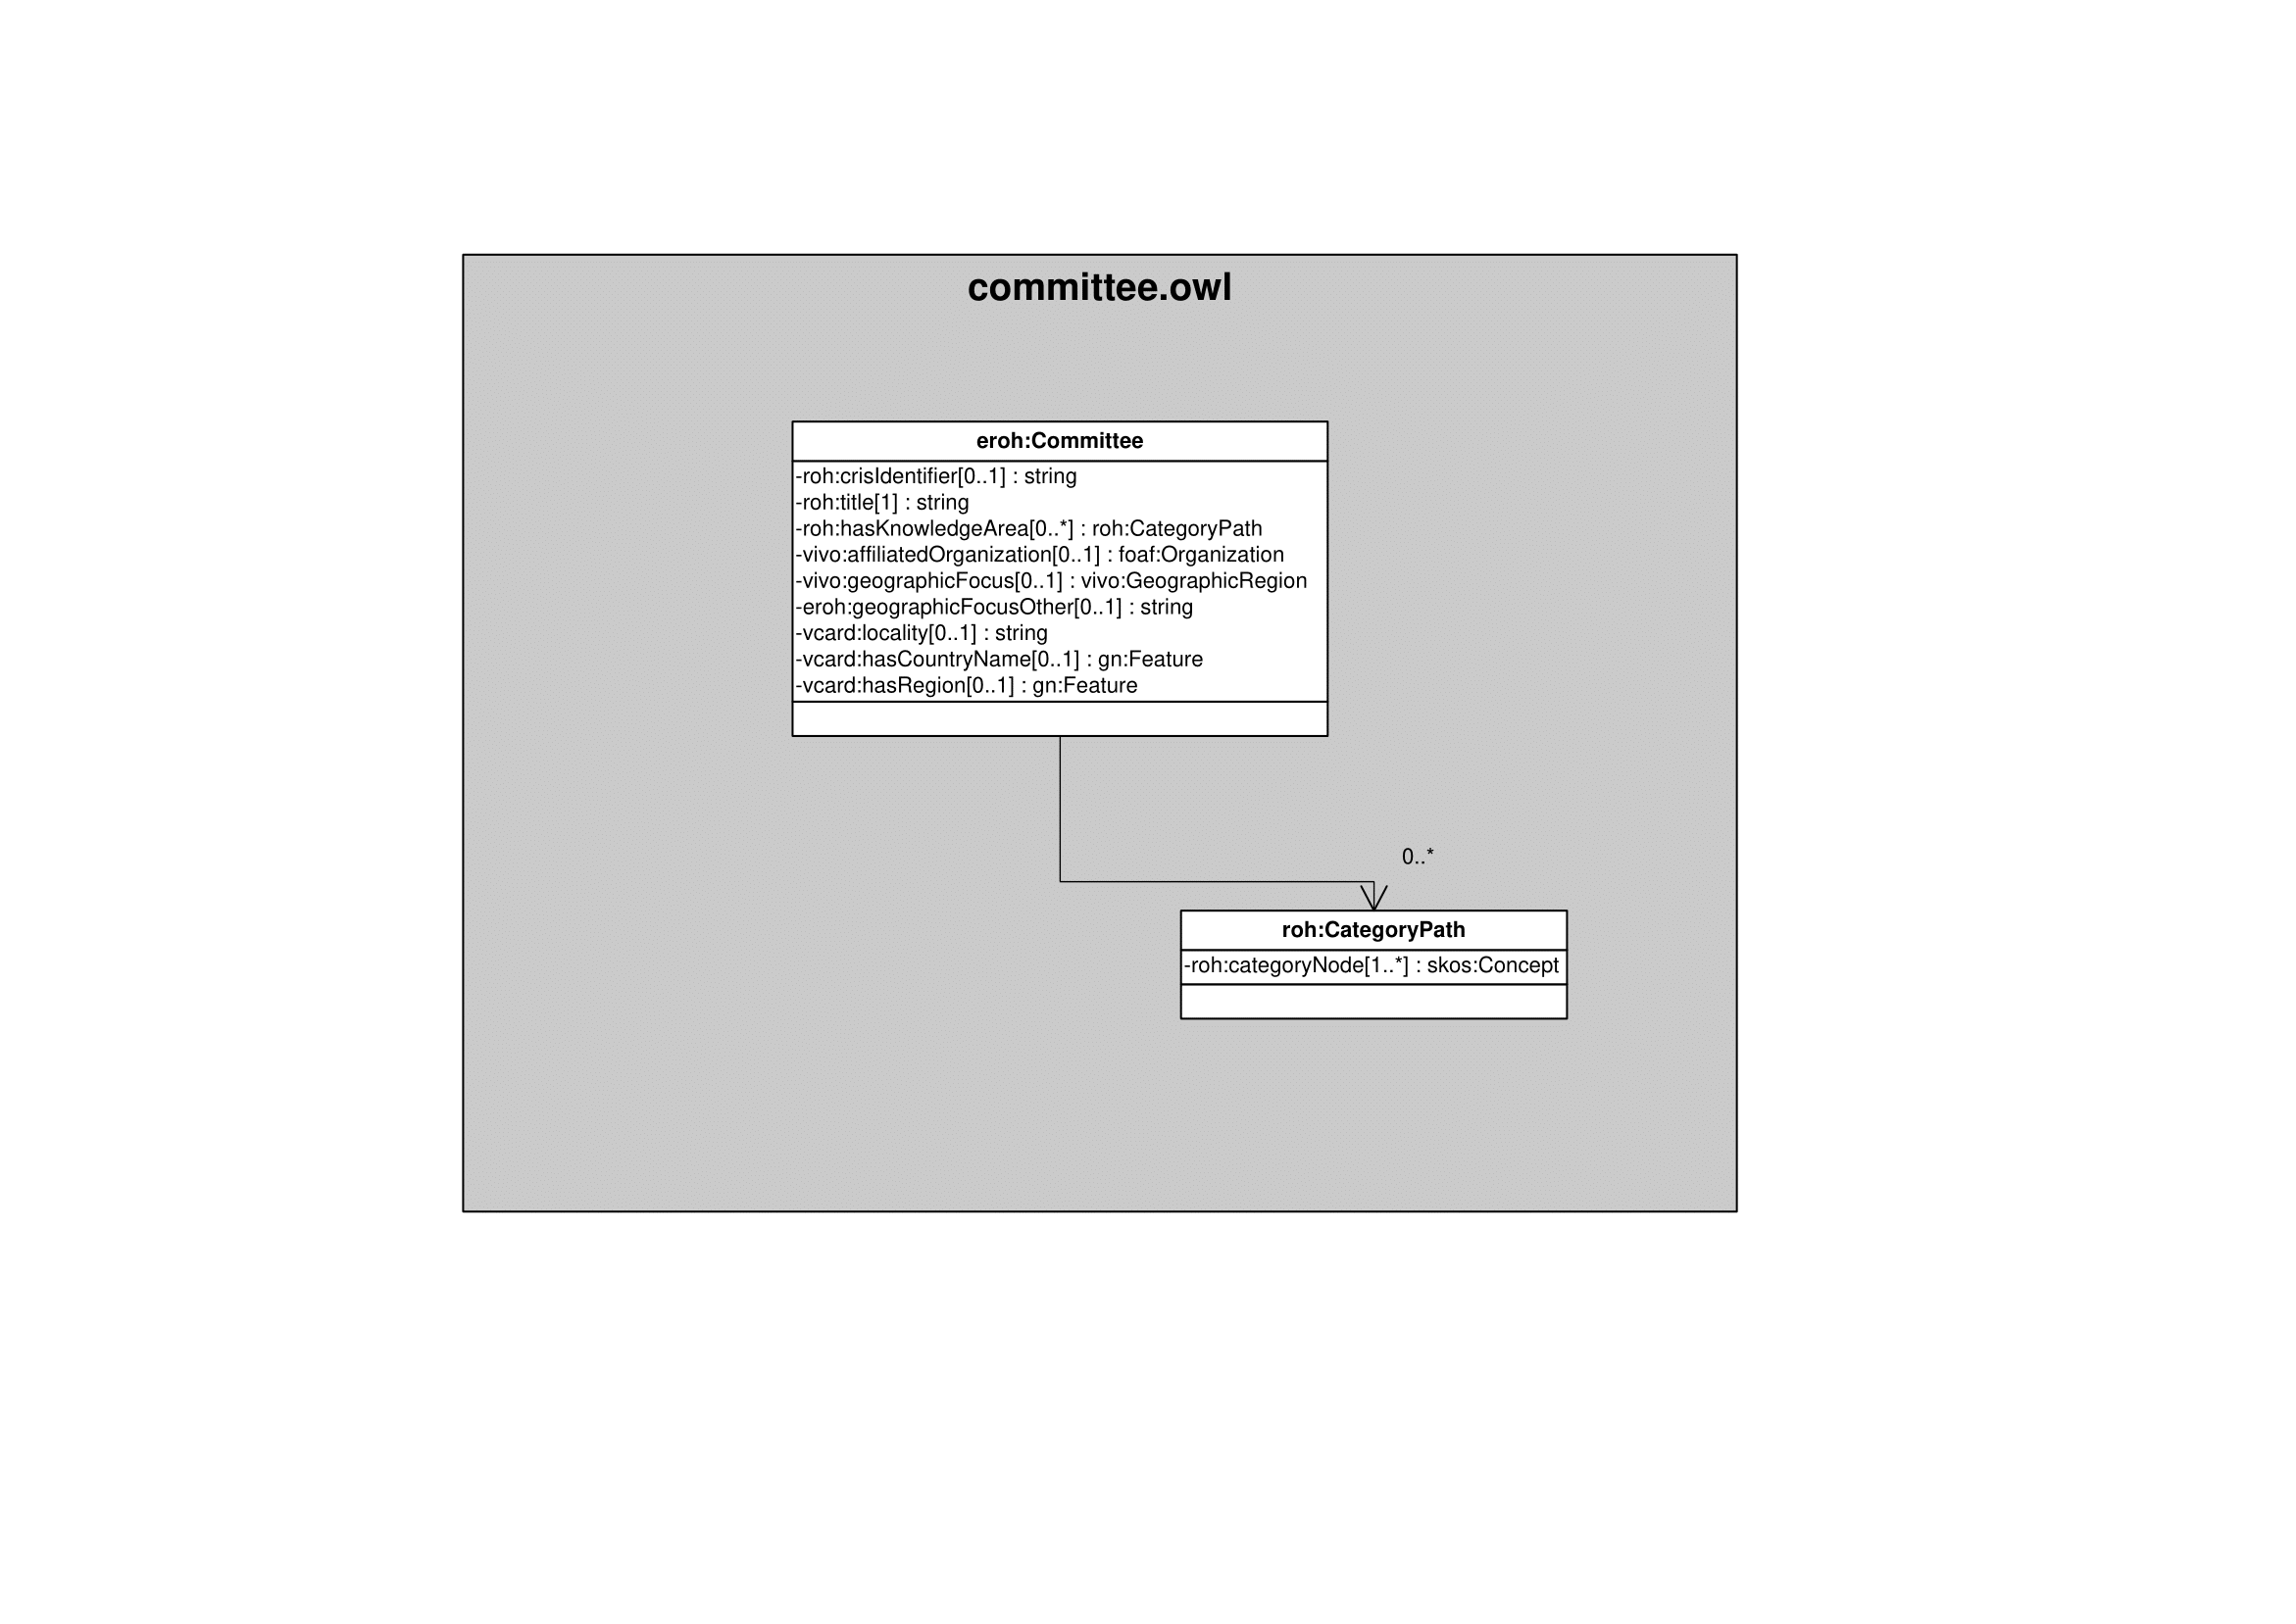 committee.owl
eroh:Committee
-roh:crisIdentifier[0..1] : string
-roh:title[1] : string
-roh:hasKnowledgeArea[0..*] : roh:CategoryPath
-vivo:affiliatedOrganization[0..1] : foaf:Organization
-vivo:geographicFocus[0..1] : vivo:GeographicRegion
-eroh:geographicFocusOther[0..1] : string
-vcard:locality[0..1] : string
-vcard:hasCountryName[0..1] : gn:Feature
-vcard:hasRegion[0..1] : gn:Feature
0..*
roh:CategoryPath
-roh:categoryNode[1..*] : skos:Concept